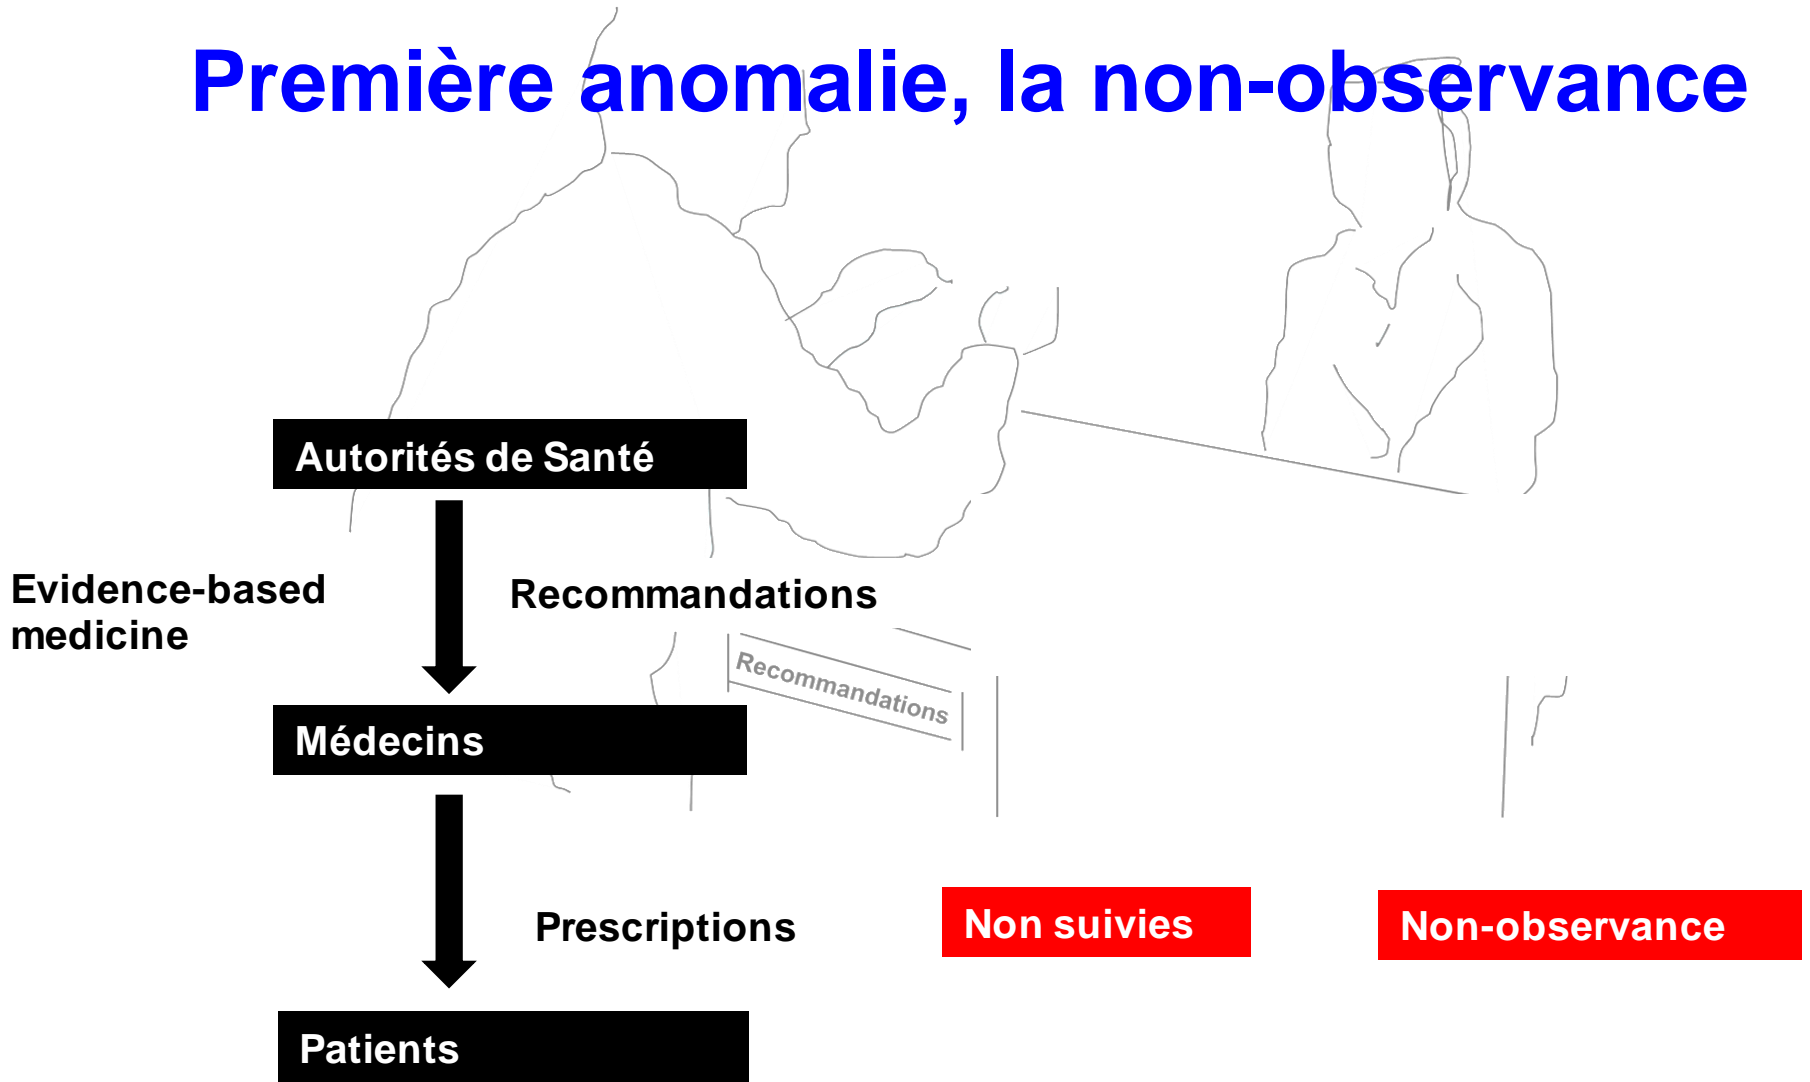 Première anomalie, la non-observance
Autorités de Santé
Evidence-based
medicine
Recommandations
Recommandations
Médecins
Prescriptions
Non suivies
Non-observance
Patients